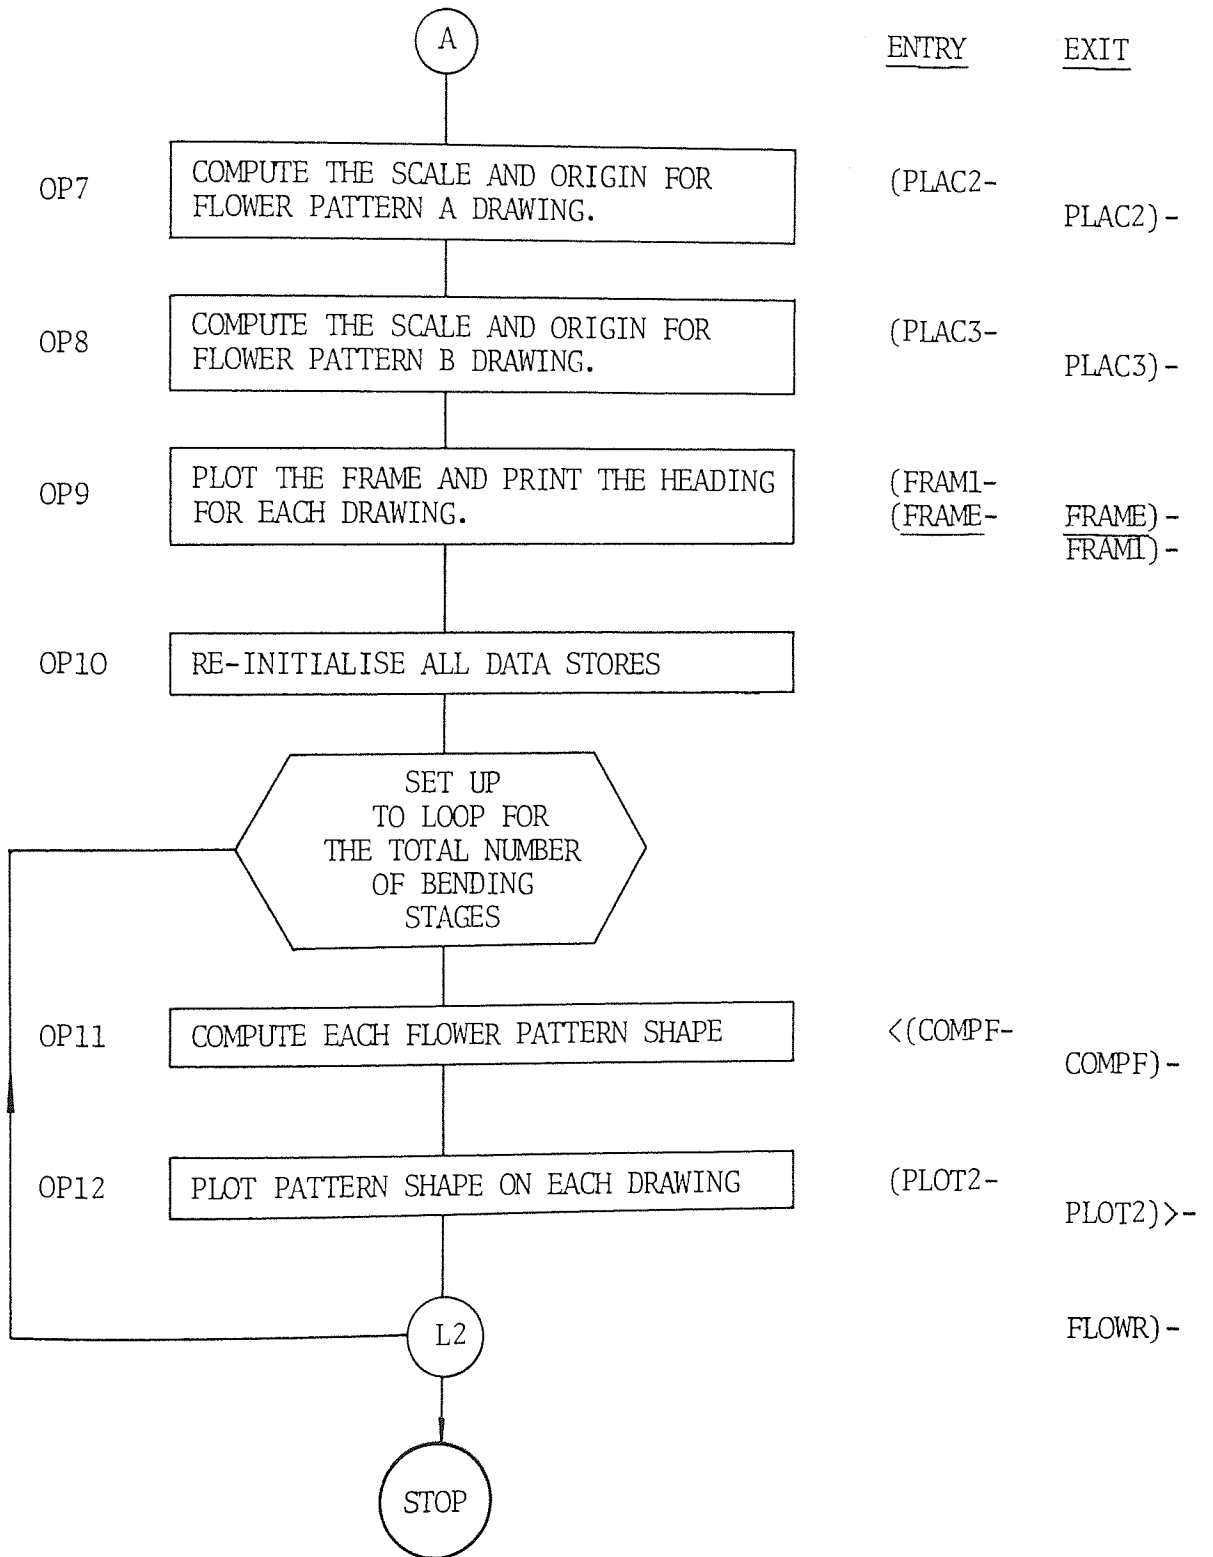 A
ENTRY EXIT
OP7
COMPUTE THE SCALE AND ORIGIN FOR
FLOWER PATTERN A DRAWING.
(PLAC2-
PLAC2)-
OP8
COMPUTE THE SCALE AND ORIGIN FOR
FLOWER PATTERN B DRAWING.
(PLAC3-
PLAC3)-
OP9
PLOT THE FRAME AND PRINT THE HEADING
FOR EACH DRAWING.
(FRAM1-
(FRAME- FRAME)-
FRAM1)-
OP10
RE-INITIALISE ALL DATA STORES
SET UP
TO LOOP FOR
THE TOTAL NUMBER
OF BENDING
STAGES
OP11
COMPUTE EACH FLOWER PATTERN SHAPE
<(COMPF-
COMPF)-
OP12
PLOT PATTERN SHAPE ON EACH DRAWING
(PLOT2-
PLOT2)>-
L2
FLOWR)-
STOP